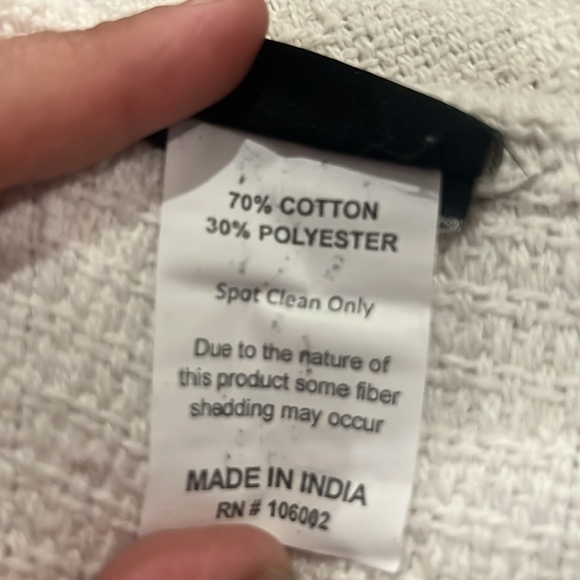 70% COTTON
30% POLYESTER
Spot Clean Only
Due to the nature of
this product some fiber
shedding may occur
MADE IN INDIA
RN # 106002